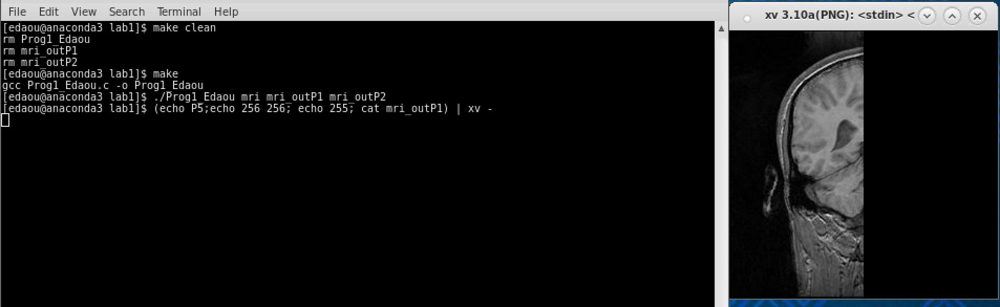 File Edit View Search Terminal Help
[edaou@anaconda3 lab1]$ make clean
rm Prog1_Edaou
rm mri_outP1
rm mri_outP2
[edaou@anaconda3 lab1]$ make
gcc Prog1_Edaou.c -o Prog1_Edaou
[edaou@anaconda3 lab1]$ ./Prog1_Edaou mri mri_outP1 mri_outP2
[edaou@anaconda3 lab1]$ (echo P5;echo 256 256; echo 255; cat mri_outP1) | xv -
xv 3.10a(PNG): <stdin> <